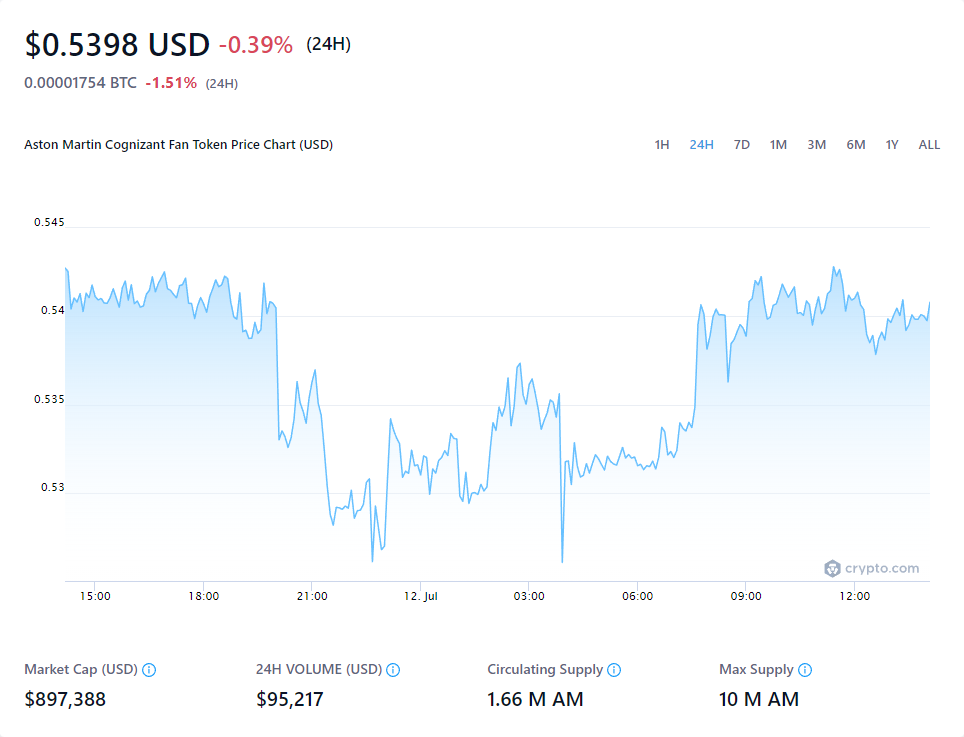 $0.5398 USD -0.39% (24H)
0.00001754 BTC -1.51% (24H)
Aston Martin Cognizant Fan Token Price Chart (USD) 1H 24H 7D 1M 3M 6M 1Y ALL
0.545
0.54
0.535
0.53
crypto.com
15:00 18:00 21:00 12. Jul 03:00 06:00 09:00 12:00
Market Cap (USD) 24H VOLUME (USD) Circulating Supply Max Supply
$897,388 $95,217 1.66 M AM 10 M AM